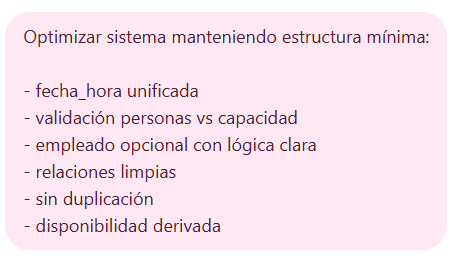 Optimizar sistema manteniendo estructura mínima:
- fecha_hora unificada
- validación personas vs capacidad
- empleado opcional con lógica clara
- relaciones limpias
- sin duplicación
- disponibilidad derivada